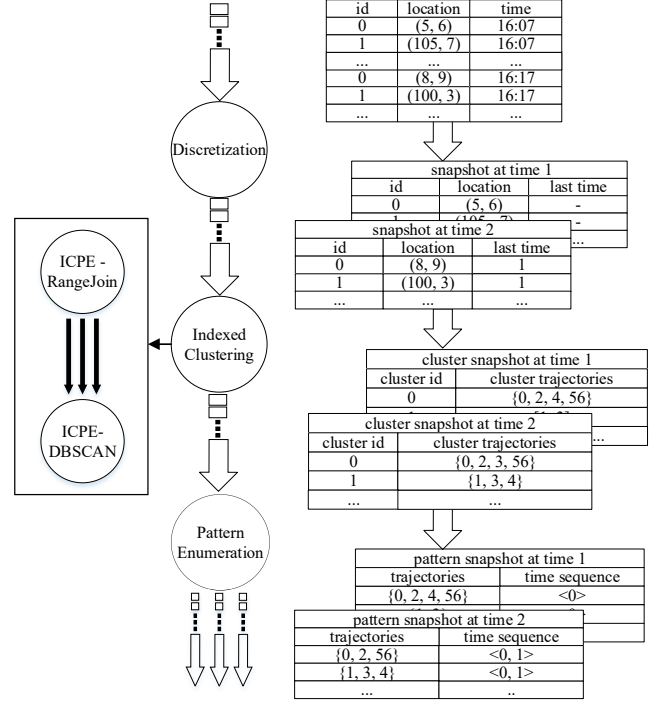 id location time
0 (5, 6) 16:07
1 (105, 7) 16:07
... ... ...
0 (8, 9) 16:17
1 (100, 3) 16:17
... ... ...
Discretization
snapshot at time 1
id location last time
0 (5, 6) -
-
...
snapshot at time 2
id location last time
0 (8, 9) 1
1 (100, 3) 1
... ... ...
ICPE -
RangeJoin
ICPE-
DBSCAN
Indexed
Clustering
cluster snapshot at time 1
cluster id cluster trajectories
0 {0, 2, 4, 56}
...
cluster snapshot at time 2
cluster id cluster trajectories
0 {0, 2, 3, 56}
1 {1, 3, 4}
... ...
Pattern
Enumeration
pattern snapshot at time 1
trajectories time sequence
{0, 2, 4, 56} <0>
pattern snapshot at time 2
trajectories time sequence
{0, 2, 56} <0, 1>
{1, 3, 4} <0, 1>
... ..